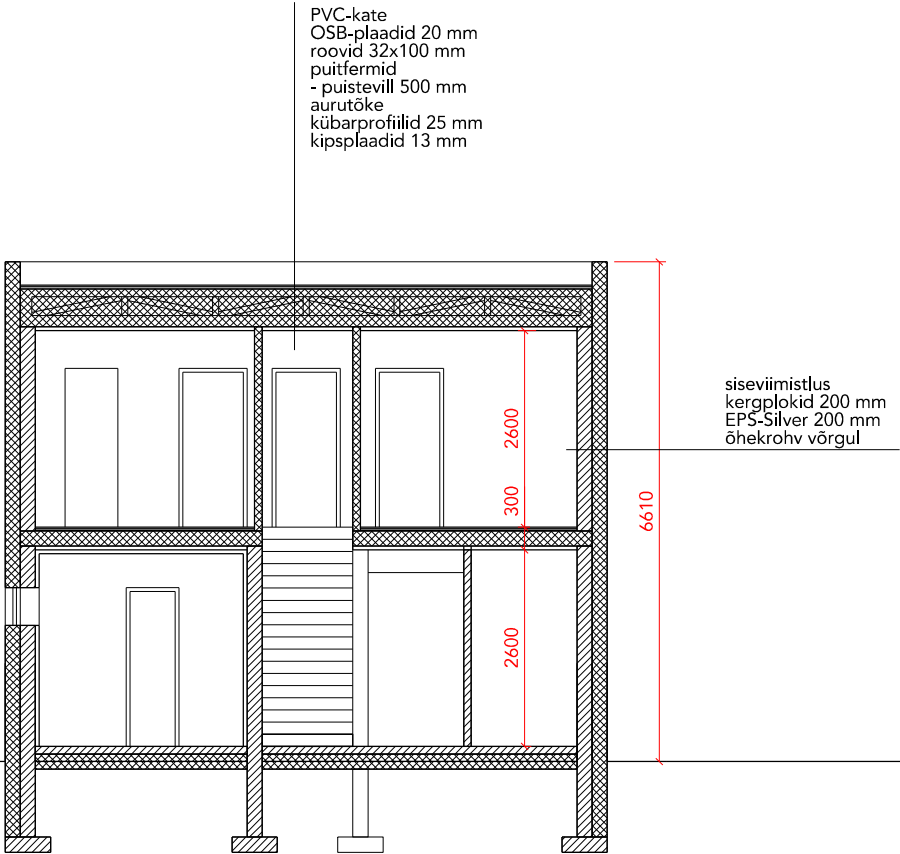 PVC-kate
OSB-plaadid 20 mm
roovid 32x100 mm
puitfermid
- puistevill 500 mm
aurutõke
kübarprofiilid 25 mm
kipsplaadid 13 mm
siseviimistlus
kergplokid 200 mm
EPS-Silver 200 mm
õhekrohv võrgul
2600
300
6610
2600